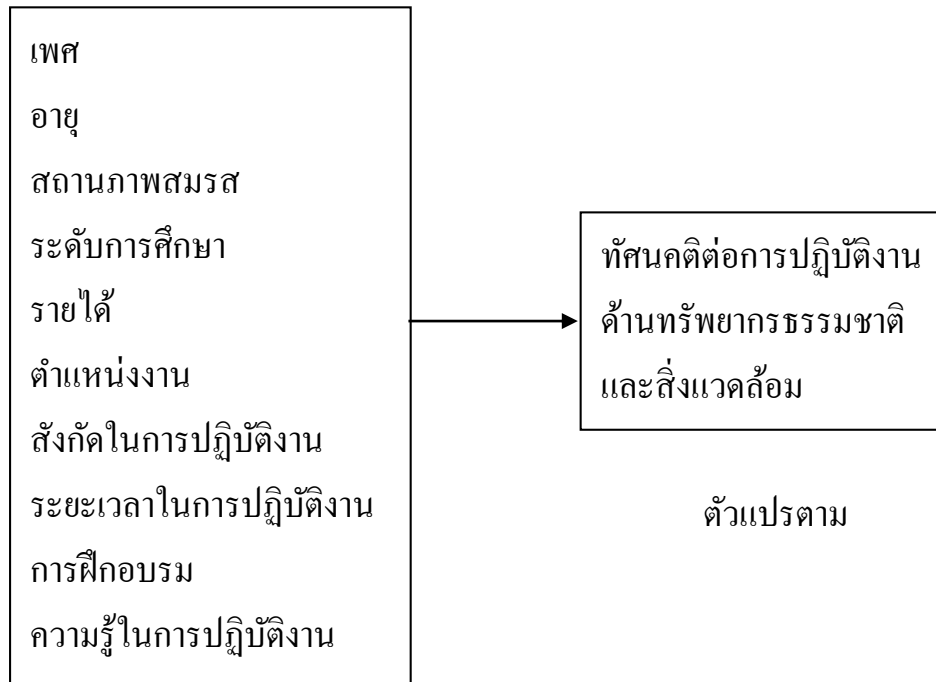 เพศ
อายุ
สถานภาพสมรส
ระดับการศึกษา
รายได้
ตำแหน่งงาน
สังกัดในการปฏิบัติงาน
ระยะเวลาในการปฏิบัติงาน
การฝึกอบรม
ความรู้ในการปฏิบัติงาน
ทัศนคติต่อการปฏิบัติงาน
ด้านทรัพยากรธรรมชาติ
และสิ่งแวดล้อม
ตัวแปรตาม